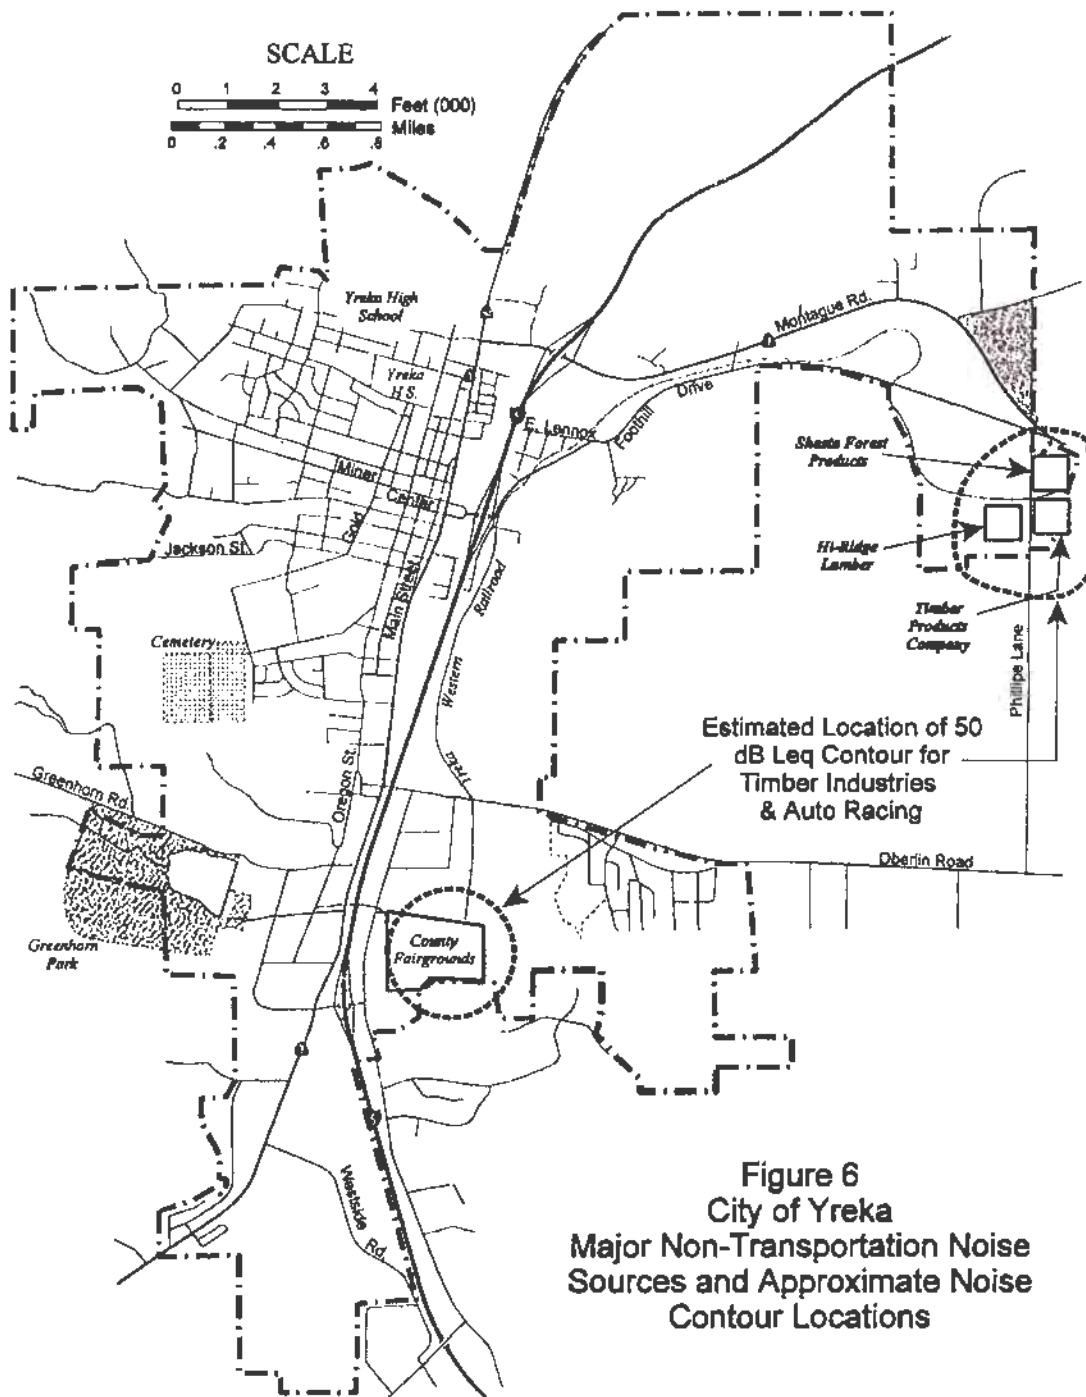 SCALE
0 1 2 3 4
Feet (000)
Miles
0 .2 .4 .6 .8
Yreka High
School
Yreka
H.S.
Montague Rd.
Drive
Foothill
E. Lennox
Shasta Forest
Products
Miner
Center
Gold
Jackson St.
Hi-Ridge
Lumber
Main Street
Railroad
Timber
Products
Company
Cemetery
Western
Phillipe Lane
Yreka
Estimated Location of 50
dB Leq Contour for
Timber Industries
& Auto Racing
Greenhorn Rd.
Oregon St.
Oberlin Road
County
Fairgrounds
Greenhorn
Park
Westside
Rd.
Figure 6
City of Yreka
Major Non-Transportation Noise
Sources and Approximate Noise
Contour Locations